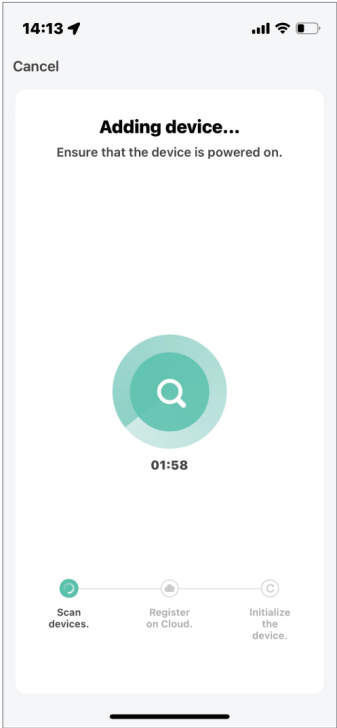 14:13
Cancel
Adding device...
Ensure that the device is powered on.
01:58
Scan
devices.
Register
on Cloud.
Initialize
the
device.